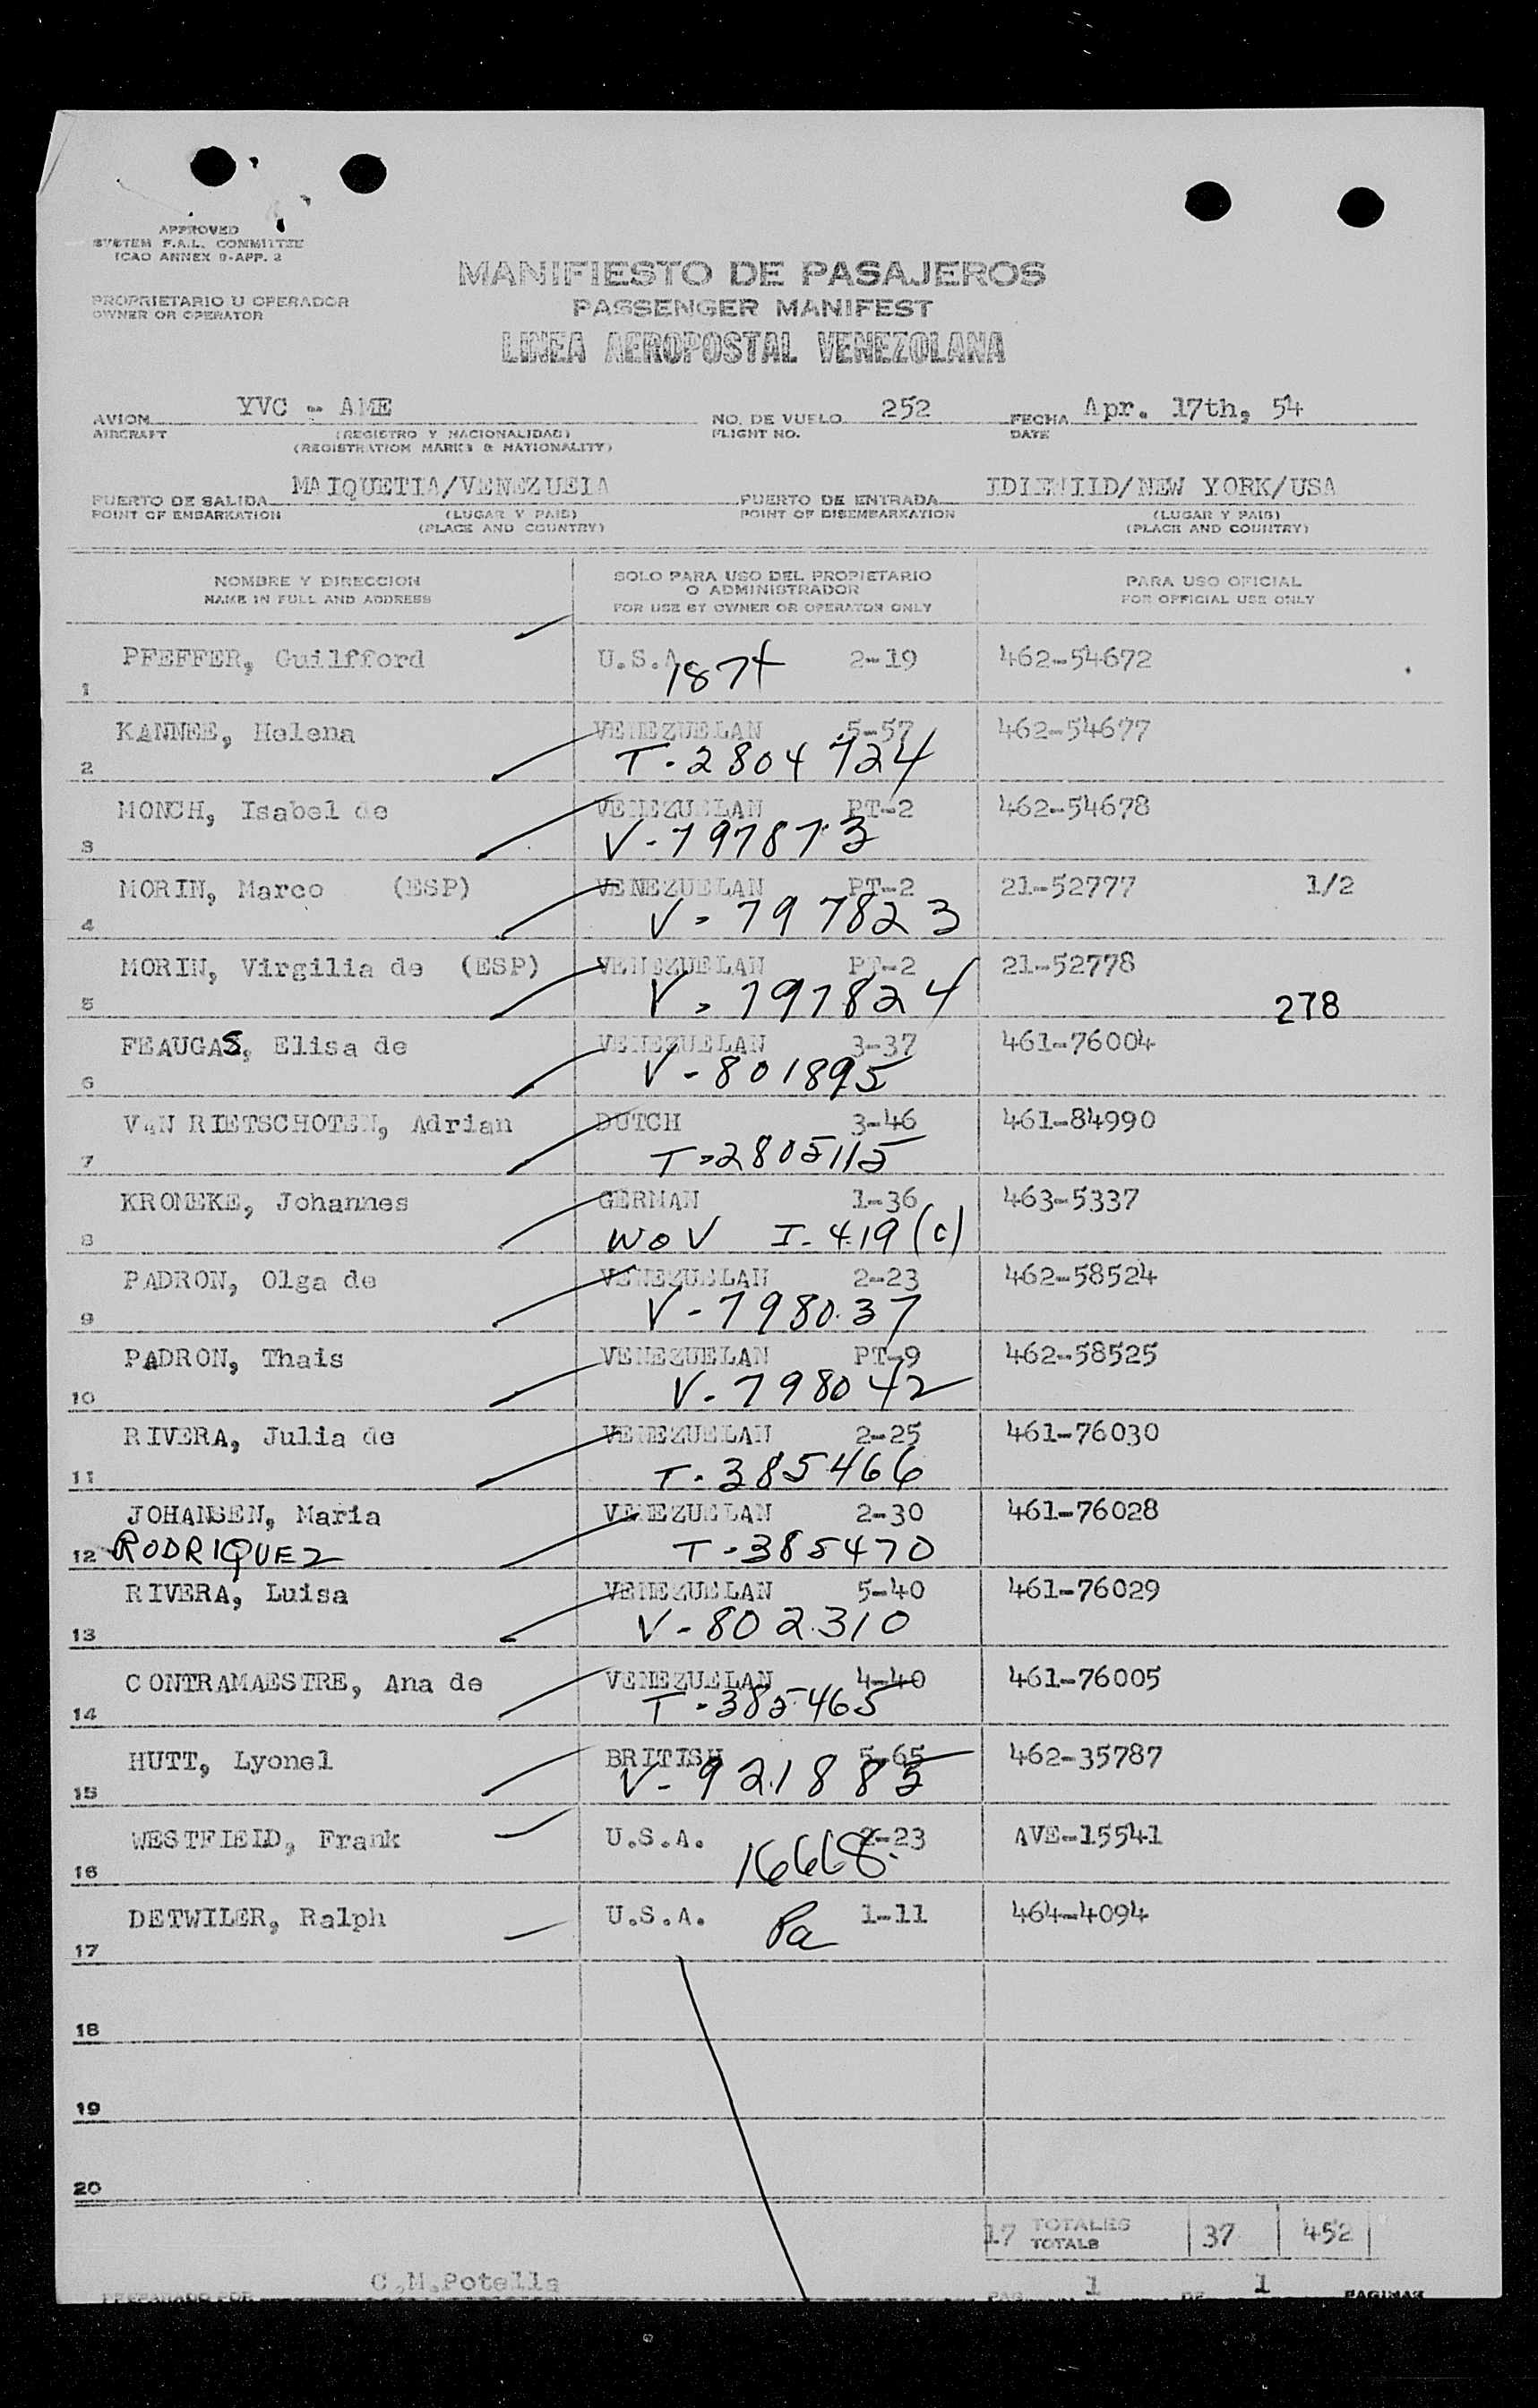 APPROVED
SYSTEM F.A.L. COMMITTEE
ICAO ANNEX 9-APP. 2
MANIFIESTO DE PASAJEROS
PROPRIETARIO U OPERADOR
OWNER OR OPERATOR
PASSENGER MANIFEST
LINEA AEROPOSTAL VENEZOLANA
AVION YVC - AME NO. DE VUELO 252 FECHA Apr. 17th, 54
AIRCRAFT (REGISTRO Y NACIONALIDAD) FLIGHT NO. DATE
(REGISTRATION MARKS & NATIONALITY)
PUERTO DE SALIDA MAIQUETIA/VENEZUELA PUERTO DE ENTRADA IDLEWILD/NEW YORK/USA
POINT OF EMBARKATION (LUGAR Y PAIS) POINT OF DISEMBARKATION (LUGAR Y PAIS)
(PLACE AND COUNTRY) (PLACE AND COUNTRY)
NOMBRE Y DIRECCION SOLO PARA USO DEL PROPIETARIO PARA USO OFICIAL
O ADMINISTRADOR
NAME IN FULL AND ADDRESS FOR USE BY OWNER OR OPERATOR ONLY FOR OFFICIAL USE ONLY
PFEFFER, Guilfford U.S.A. 2-19 462-54672
1 1874
KANNEE, Helena VENEZUELAN 5-57 462-54677
2 T-2804724
MONCH, Isabel de VENEZUELAN PT-2 462-54678
3 V-797873
MORIN, Marco (ESP) VENEZUELAN PT-2 21-52777 1/2
4 V-797823
MORIN, Virgilia de (ESP) VENEZUELAN PT-2 21-52778
5 V-797824 278
FEAUGAS, Elisa de VENEZUELAN 3-37 461-76004
6 V-801895
VAN RIETSCHOTEN, Adrian DUTCH 3-46 461-84990
7 T-2805115
KROMEKE, Johannes GERMAN 1-36 463-5337
8 WOV I-419 (c)
PADRON, Olga de VENEZUELAN 2-23 462-58524
9 V-798037
PADRON, Thais VENEZUELAN PT-9 462-58525
10 V-798042
RIVERA, Julia de VENEZUELAN 2-25 461-76030
11 T-385466
JOHANSEN, Maria VENEZUELAN 2-30 461-76028
12 RODRIQUEZ T-385470
RIVERA, Luisa VENEZUELAN 5-40 461-76029
13 V-802310
CONTRAMAESTRE, Ana de VENEZUELAN 4-40 461-76005
14 T-385465
HUTT, Lyonel BRITISH 5-65 462-35787
15 V-921885
WESTFIELD, Frank U.S.A. 2-23 AVE-15541
16 16668
DETWILER, Ralph U.S.A. 1-11 464-4094
17 Pa
18
19
20
17 TOTALES 37 452
TOTALS
C.M.Potella
PREPARADO POR PAG. 1 DE 1 PAGINAS